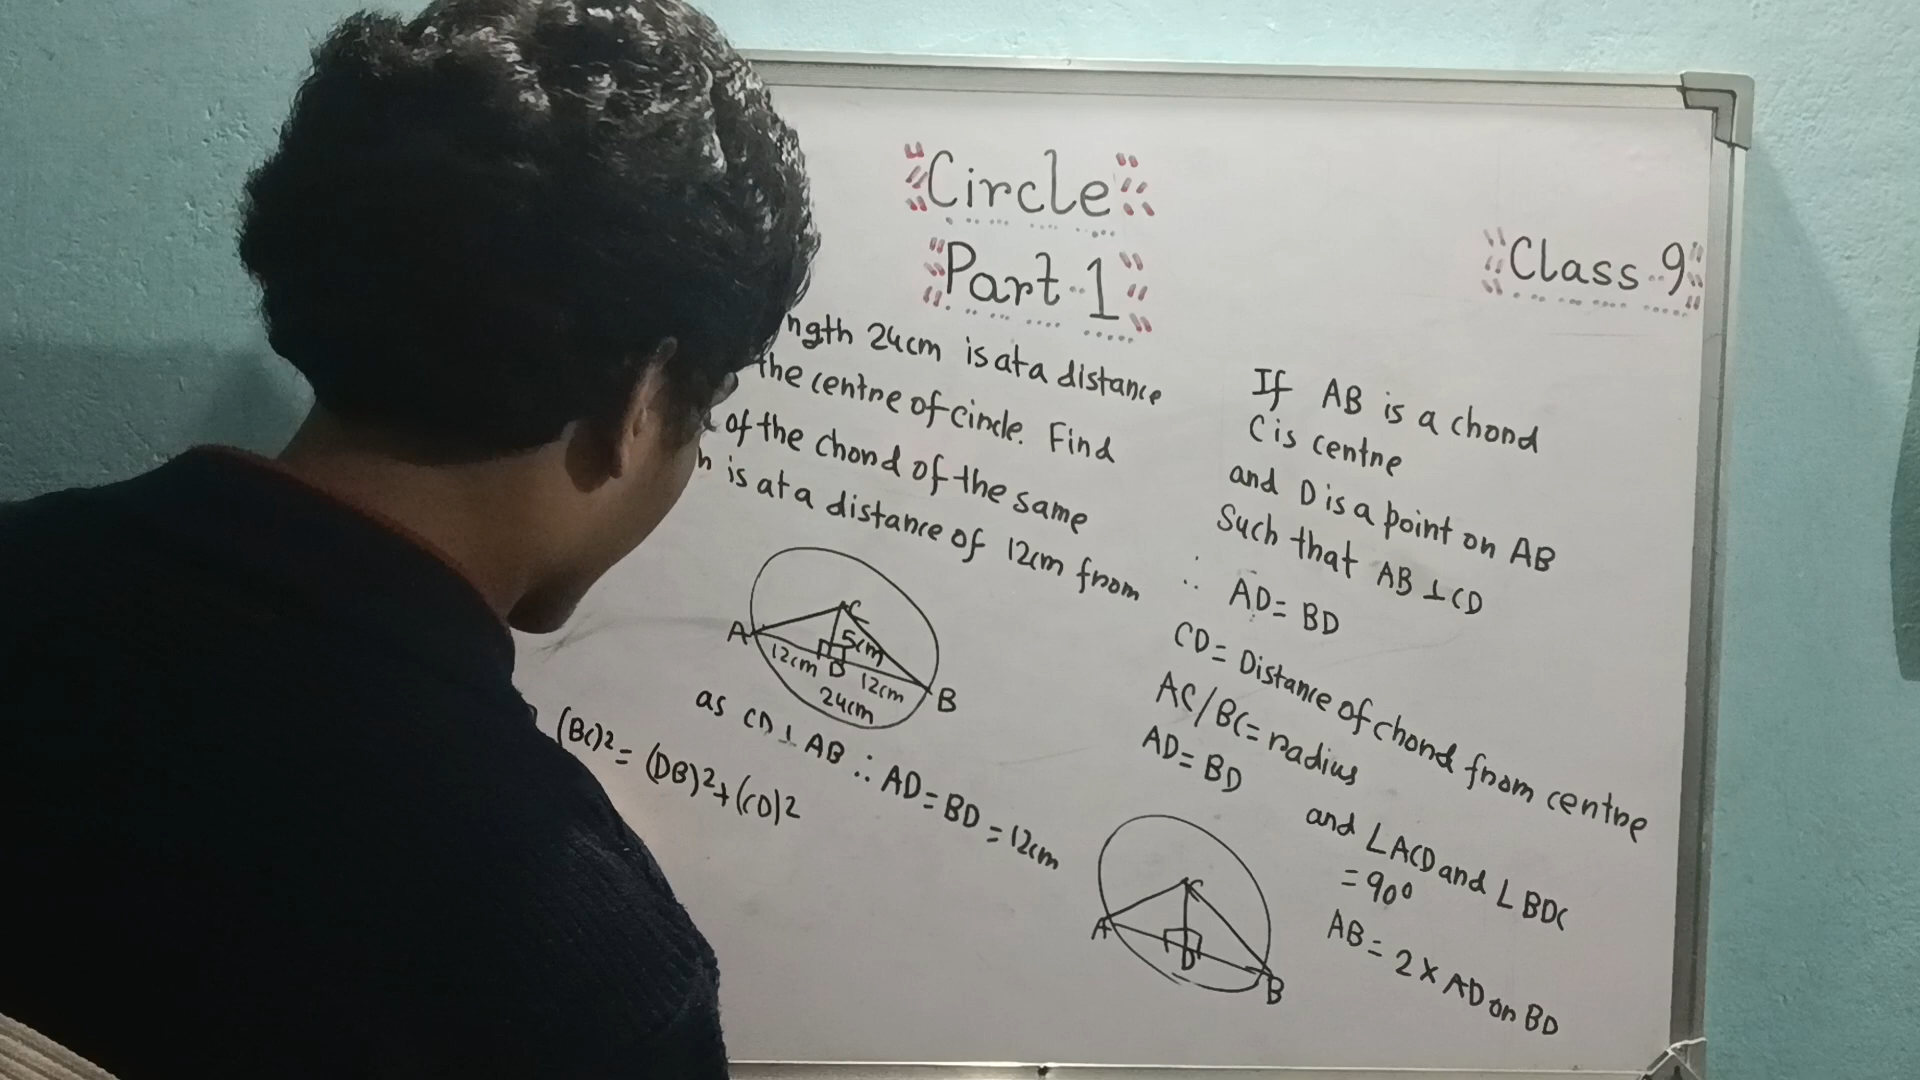 Circle
Part-1
Class-9
ngth 24cm is at a distance
the centre of circle. Find
of the chord of the same
is at a distance of 12cm from
A C 5cm
12cm D 12cm B
24cm
as CD ⊥ AB ∴ AD = BD = 12cm
(BC)² = (DB)² + (CD)²
If AB is a chord
C is centre
and D is a point on AB
Such that AB ⊥ CD
∴ AD = BD
CD = Distance of chord from centre
AC/BC = radius
AD = BD
and ∠ACD and ∠BDC
= 90°
AB = 2 × AD or BD
C
A D B